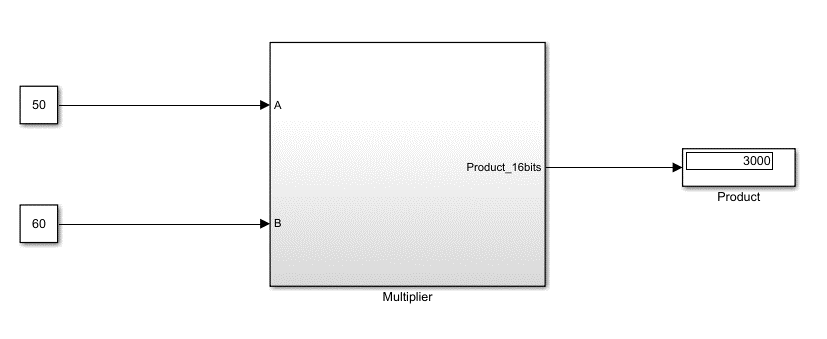 50
A
Product_16bits
3000
Product
60
B
Multiplier